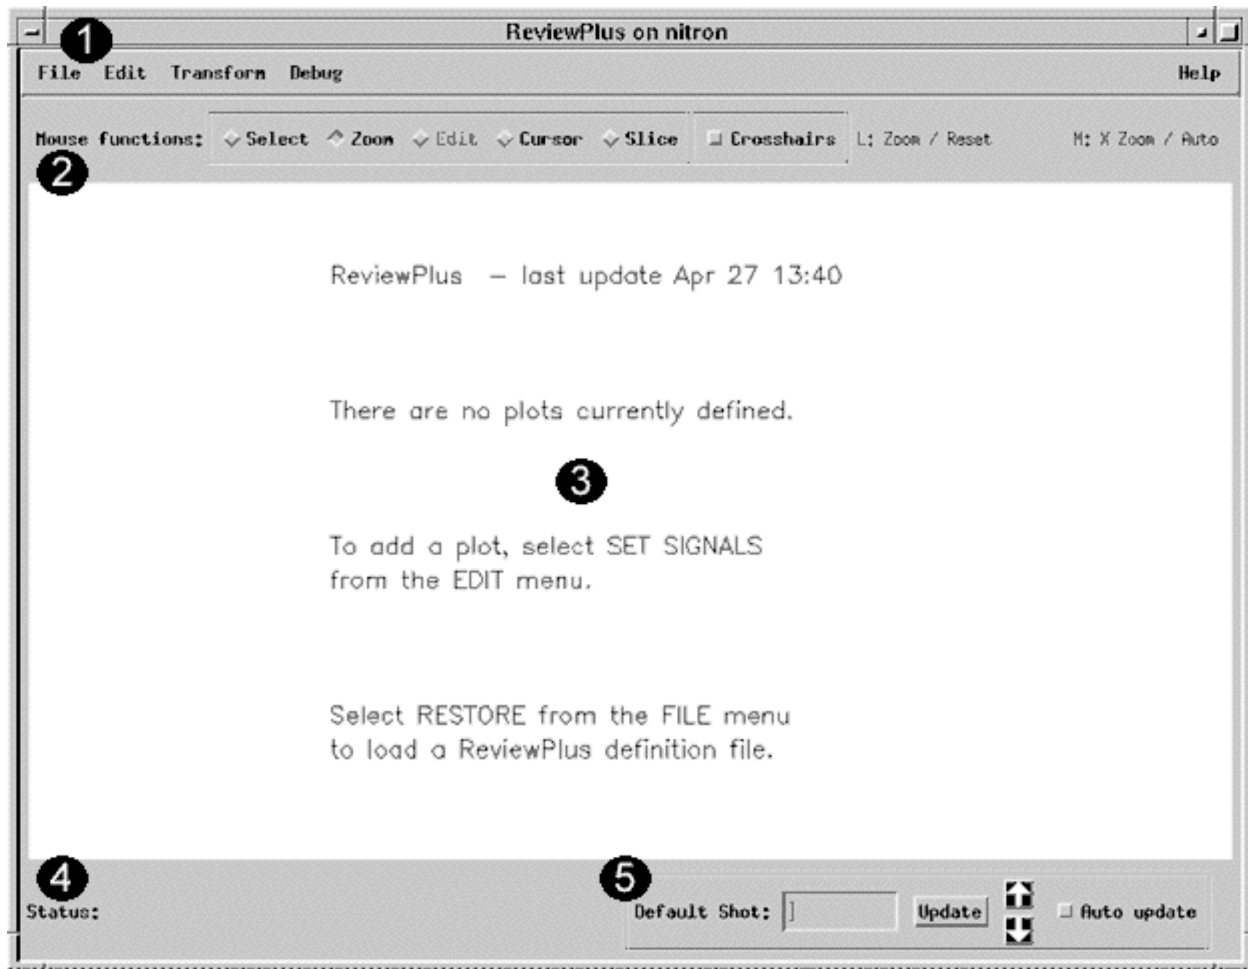 ReviewPlus on nitron
1
File Edit Transform Debug Help
Mouse functions: Select Zoom Edit Cursor Slice Crosshairs L: Zoom / Reset M: X Zoom / Auto
2
ReviewPlus – last update Apr 27 13:40
There are no plots currently defined.
3
To add a plot, select SET SIGNALS
from the EDIT menu.
Select RESTORE from the FILE menu
to load a ReviewPlus definition file.
4
5
Status:
Default Shot: Update Auto update